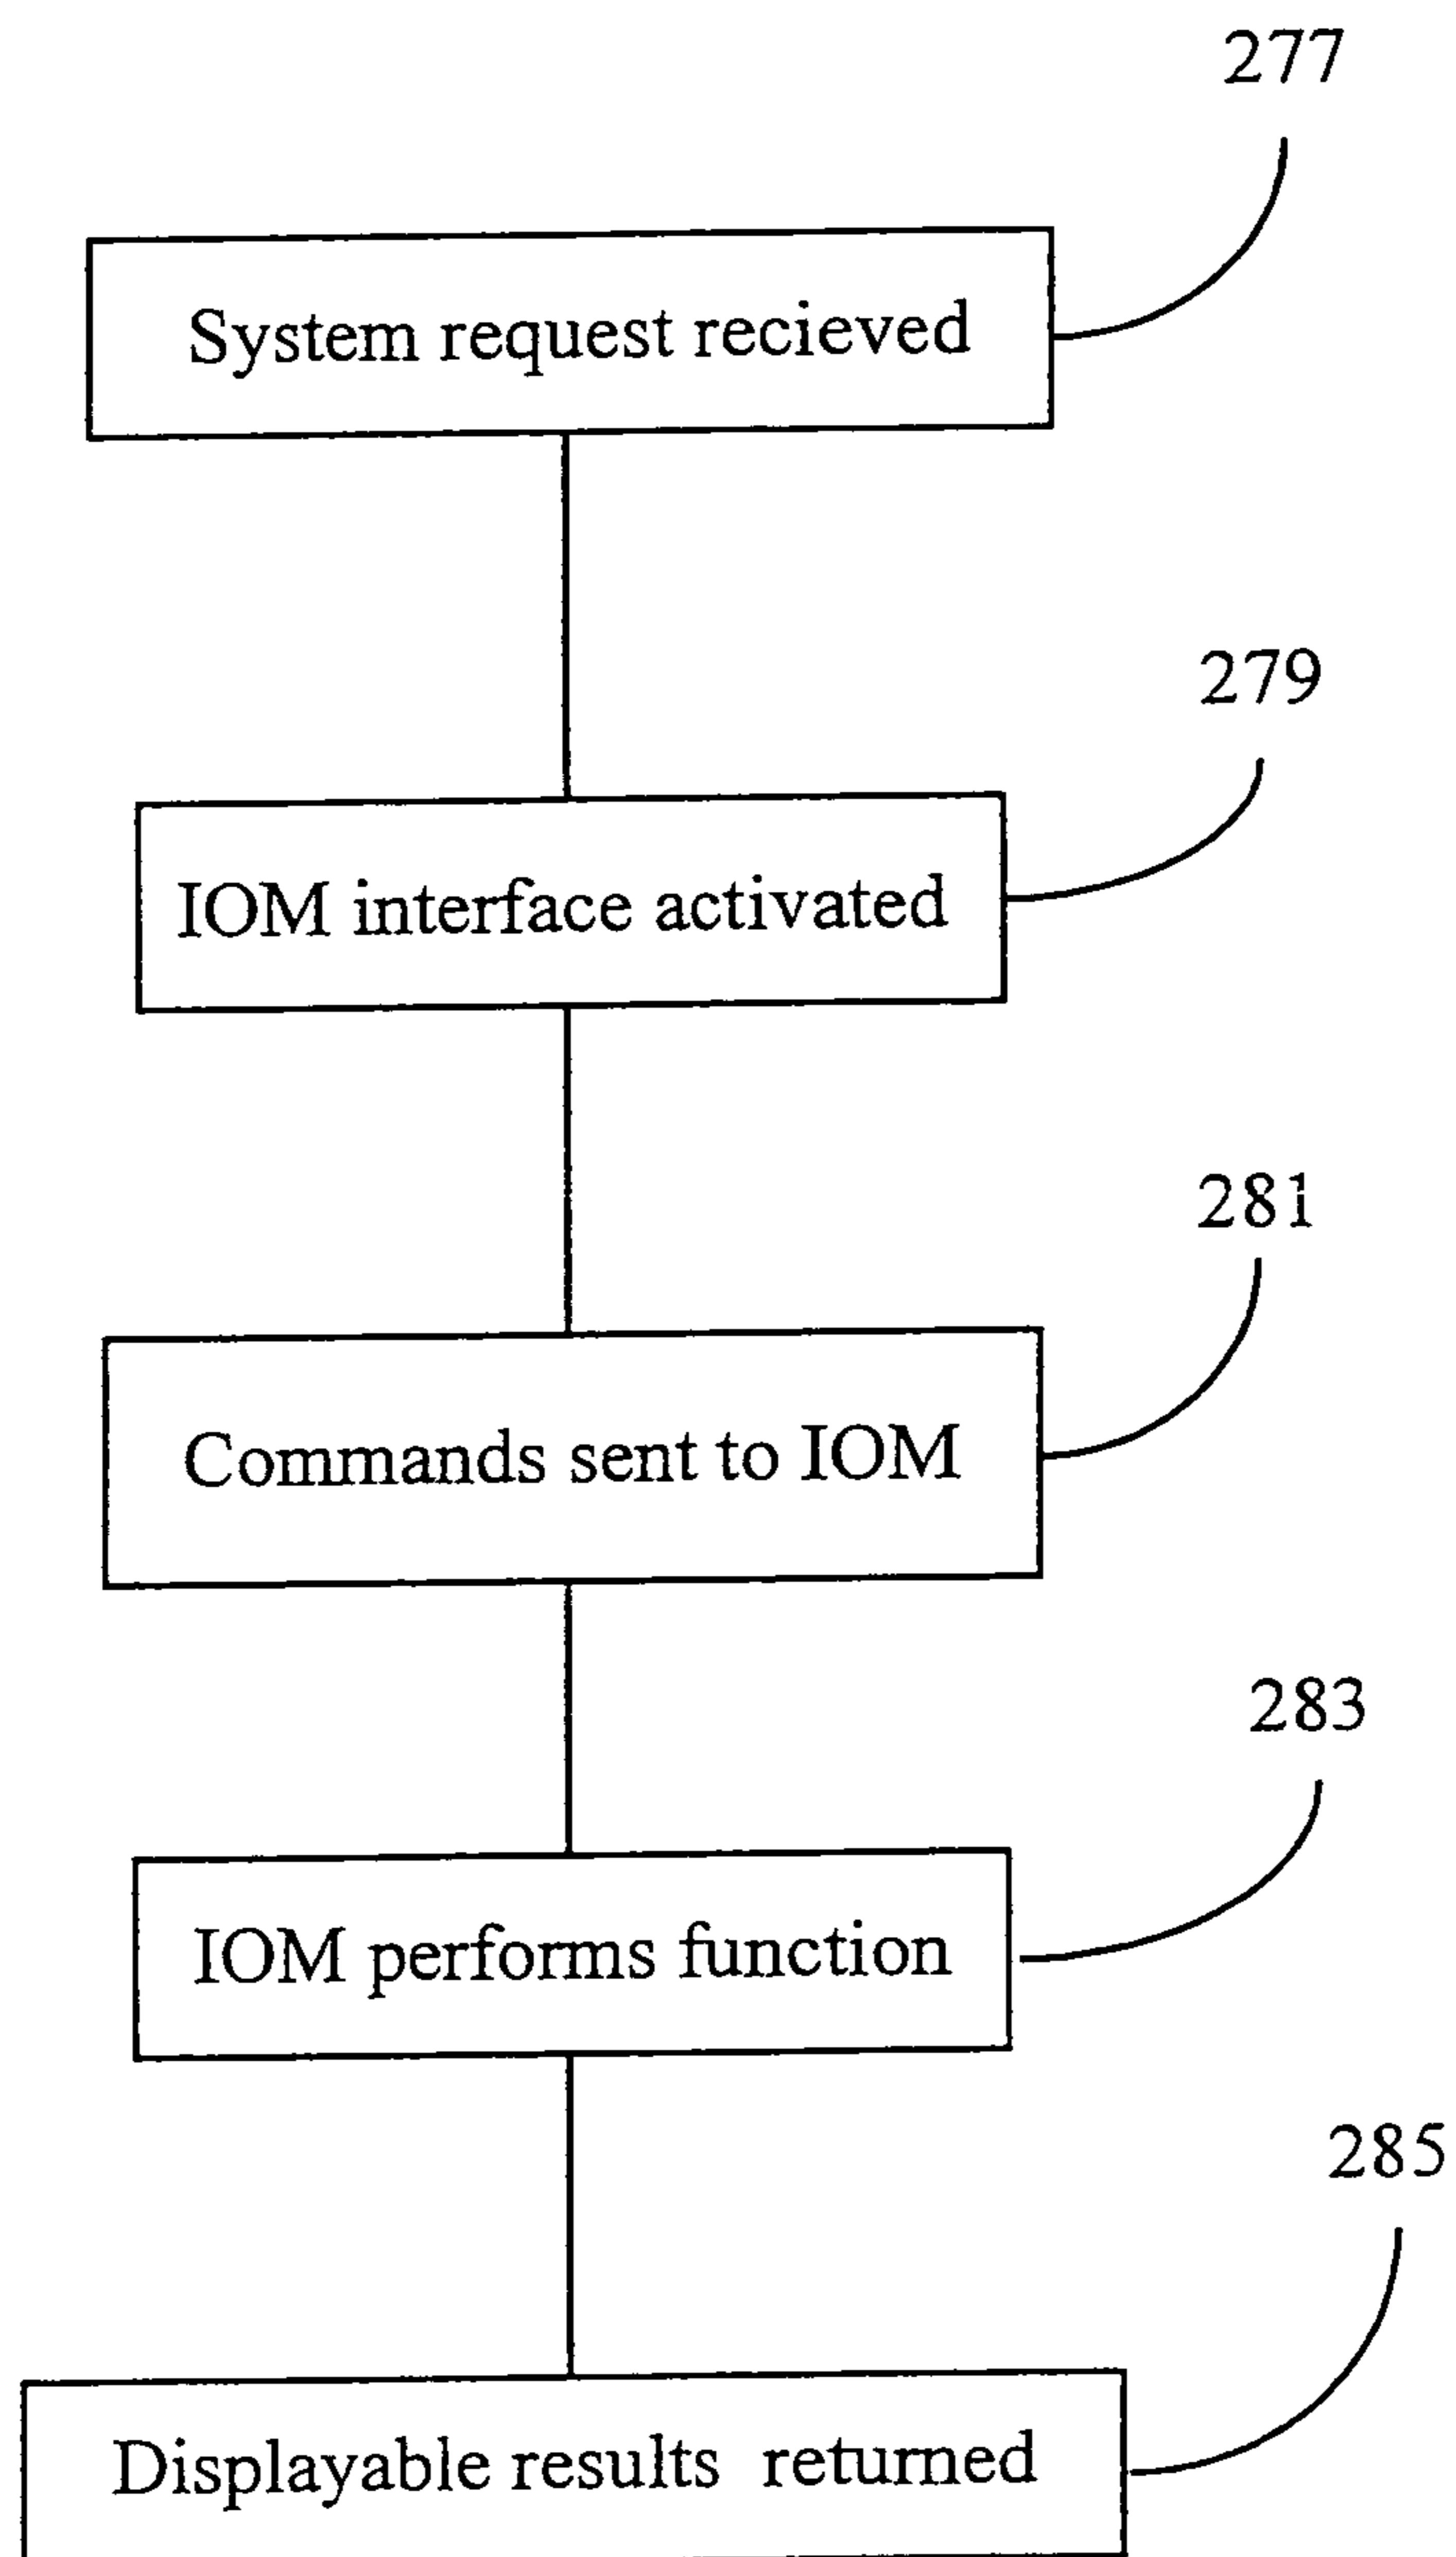 277
System request recieved
279
IOM interface activated
281
Commands sent to IOM
283
IOM performs function
285
Displayable results returned